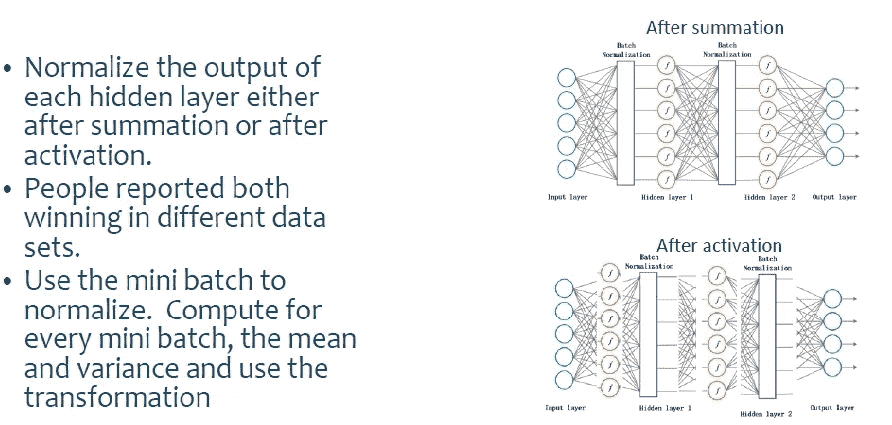 • Normalize the output of
each hidden layer either
after summation or after
activation.
• People reported both
winning in different data
sets.
• Use the mini batch to
normalize. Compute for
every mini batch, the mean
and variance and use the
transformation
After summation
Batch
Normalization
Batch
Normalization
f f
f f
f f
f f
f f
f f
Input layer
Hidden layer 1
Hidden layer 2
Output layer
After activation
Batch
Normalization
Batch
Normalization
f f
f f
f f
f f
f f
f f
Input layer
Hidden layer 1
Hidden layer 2
Output layer